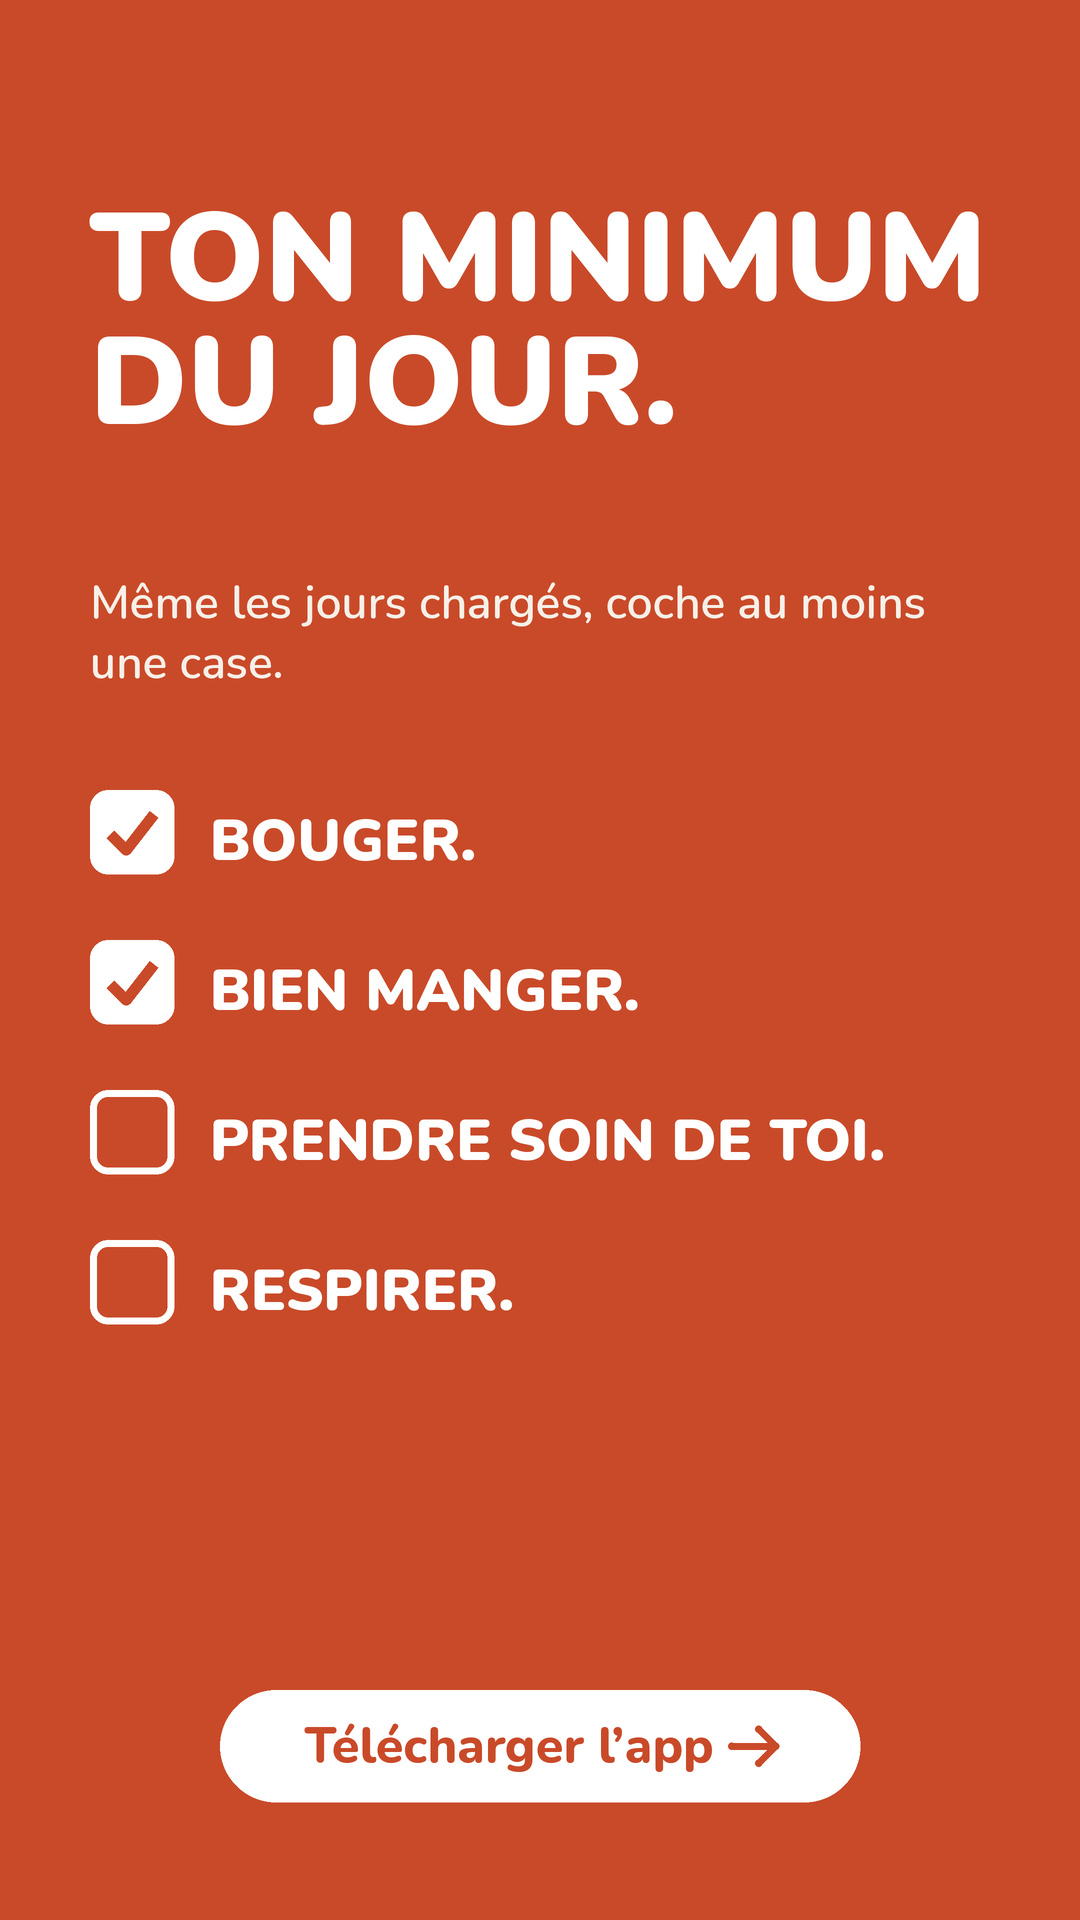 TON MINIMUM
DU JOUR.
Même les jours chargés, coche au moins
une case.
BOUGER.
BIEN MANGER.
PRENDRE SOIN DE TOI.
RESPIRER.
Télécharger l’app →